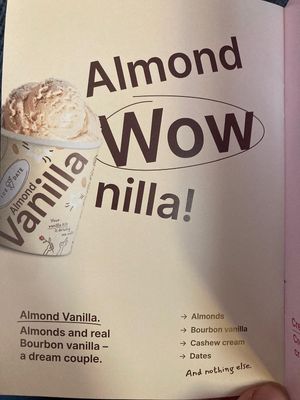 Almond
Wow
nilla!
DATE
Almond
Vanilla
Almond Vanilla.
Almonds and real
Bourbon vanilla –
a dream couple.
→ Almonds
→ Bourbon vanilla
→ Cashew cream
→ Dates
And nothing else.